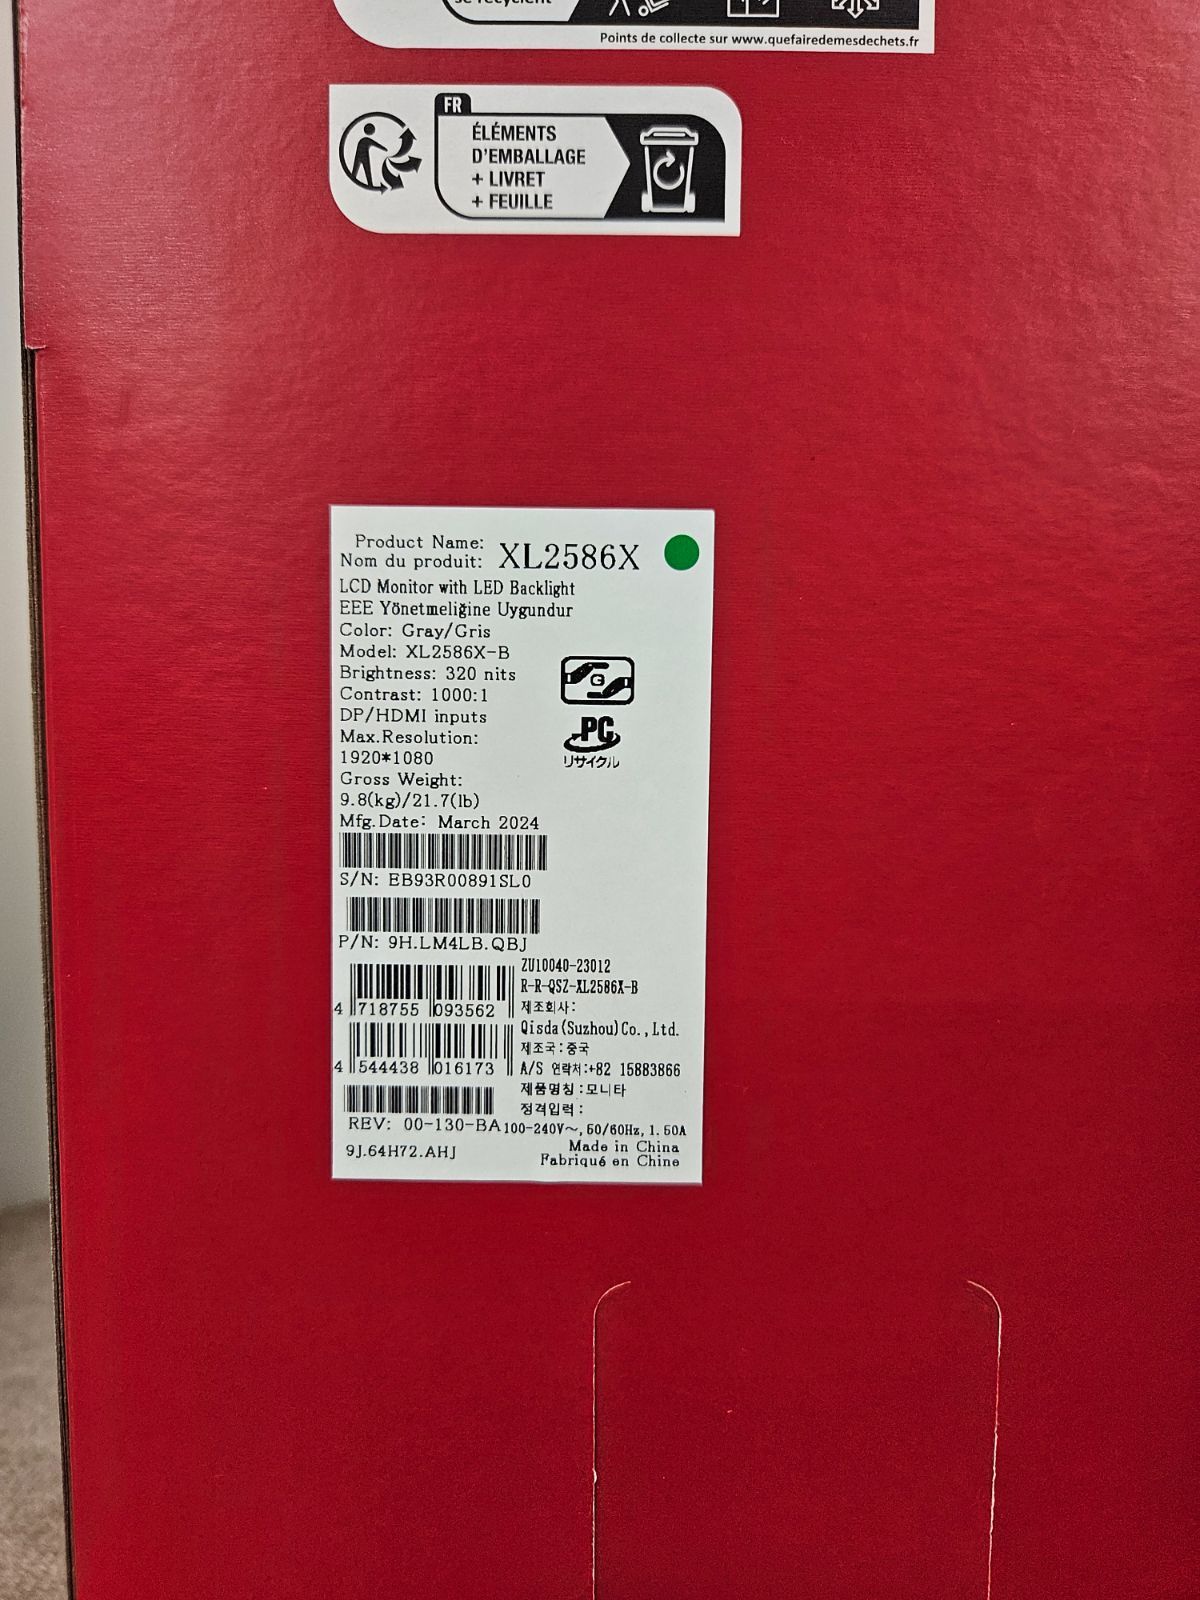 se recyclent
Points de collecte sur www.quefairedemesdechets.fr
FR
ÉLÉMENTS
D'EMBALLAGE
+ LIVRET
+ FEUILLE
Product Name:
Nom du produit: XL2586X
LCD Monitor with LED Backlight
EEE Yönetmeliğine Uygundur
Color: Gray/Gris
Model: XL2586X-B
Brightness: 320 nits
Contrast: 1000:1
DP/HDMI inputs
Max.Resolution:
1920*1080
Gross Weight:
9.8(kg)/21.7(lb)
Mfg.Date: March 2024
G
PC
リサイクル
S/N: EB93R00891SL0
P/N: 9H.LM4LB.QBJ
4 718755 093562
4 544438 016173
REV: 00-130-BA
9J.64H72.AHJ
ZU10040-23012
R-R-QSZ-XL2586X-B
제조회사:
Qisda(Suzhou)Co.,Ltd.
제조국:중국
A/S 연락처:+82 15883866
제품명칭:모니타
정격입력:
100-240V~,50/60Hz,1.50A
Made in China
Fabriqué en Chine